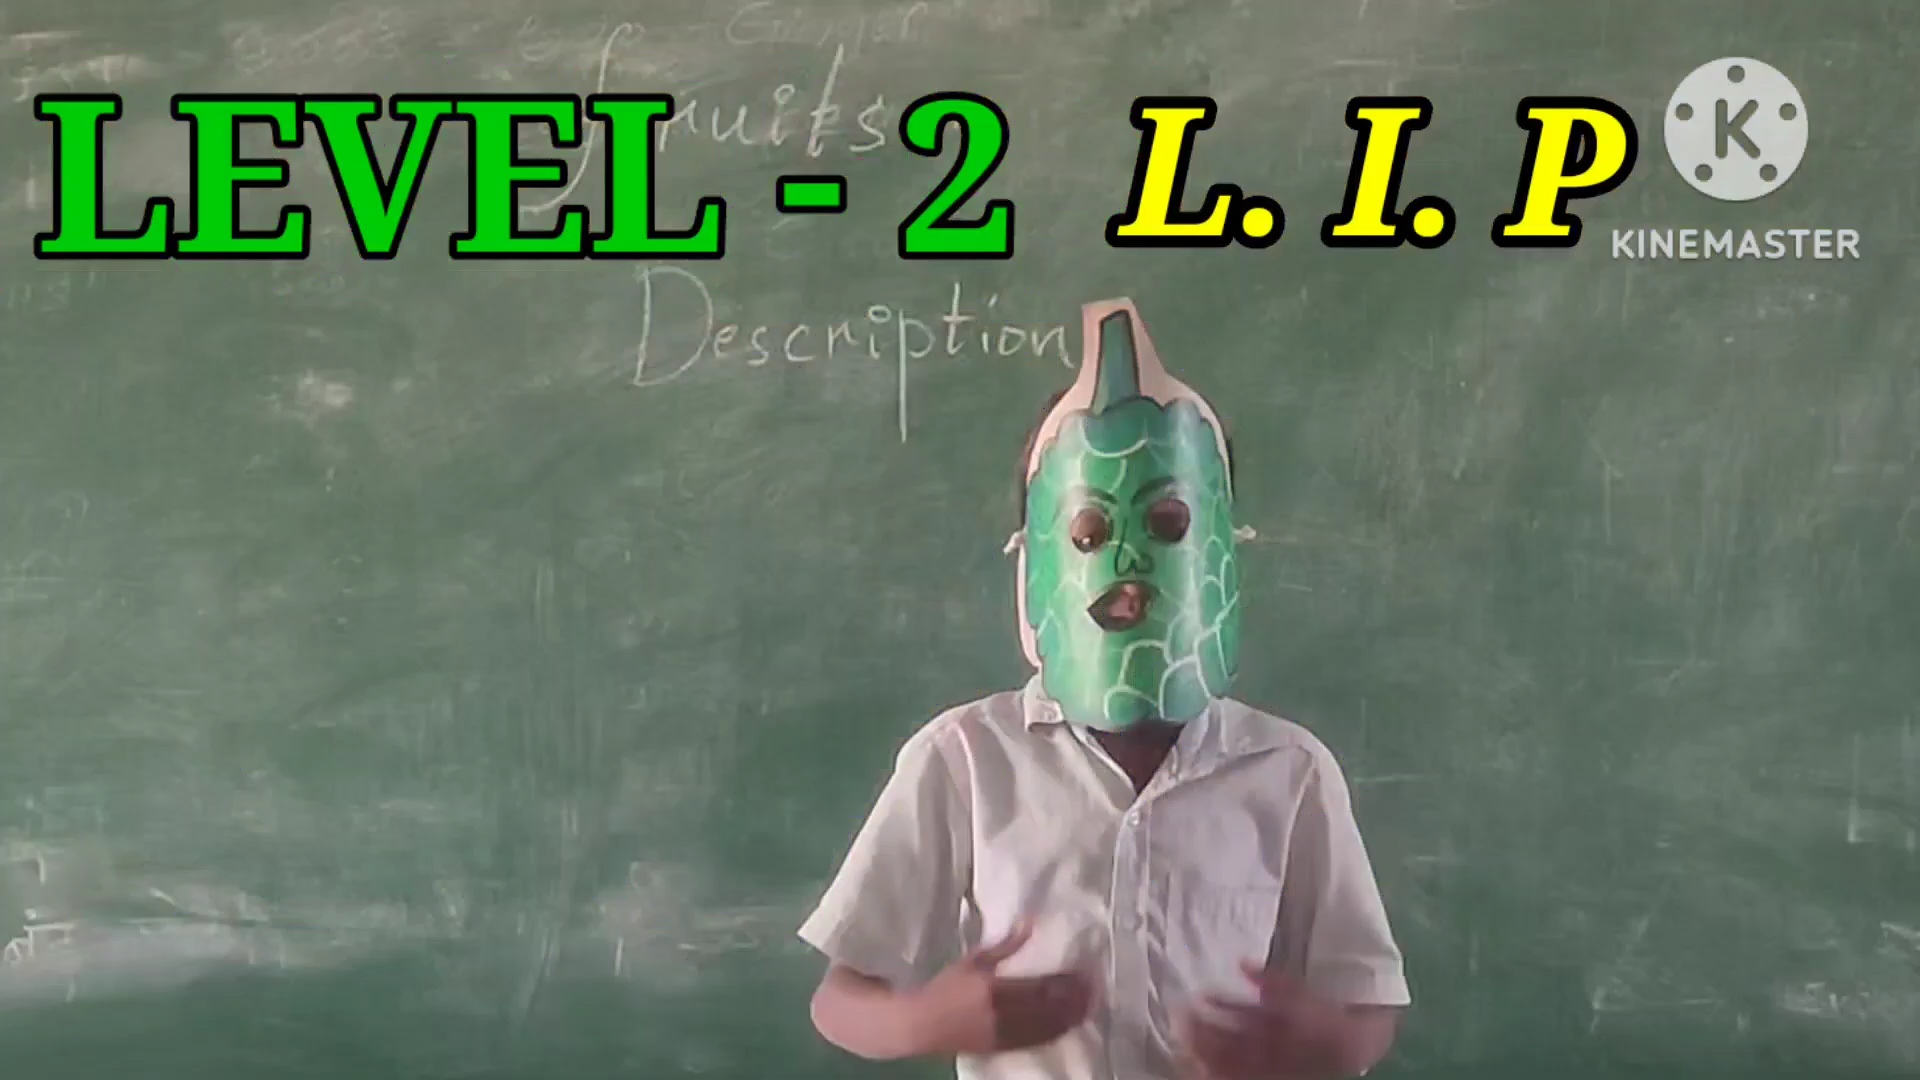 fruits
LEVEL - 2 L. I. P
KINEMASTER
Description